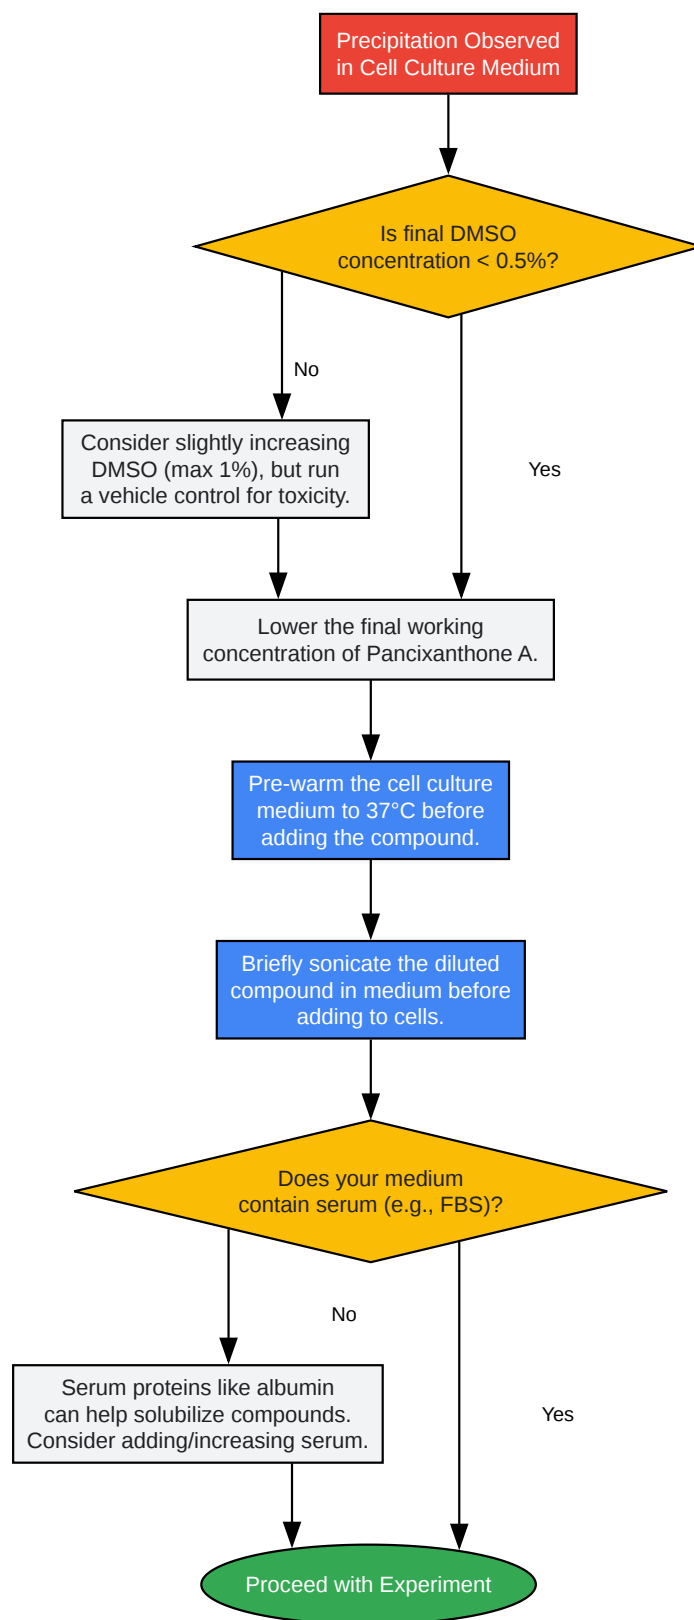 Precipitation Observed
in Cell Culture Medium
Is final DMSO
concentration < 0.5%?
No
Consider slightly increasing
DMSO (max 1%), but run
a vehicle control for toxicity.
Yes
Lower the final working
concentration of Pancixanthone A.
Pre-warm the cell culture
medium to 37°C before
adding the compound.
Briefly sonicate the diluted
compound in medium before
adding to cells.
Does your medium
contain serum (e.g., FBS)?
No
Serum proteins like albumin
can help solubilize compounds.
Consider adding/increasing serum.
Yes
Proceed with Experiment